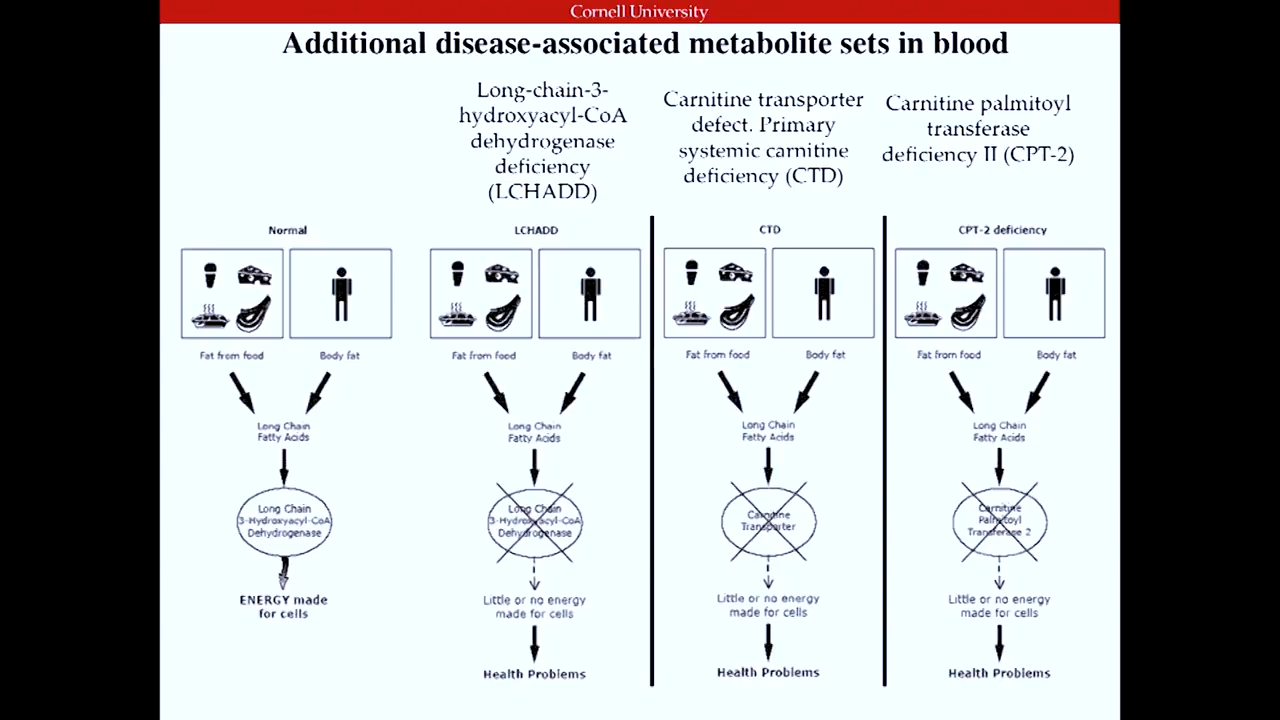 Cornell University
Additional disease-associated metabolite sets in blood
Long-chain-3-
hydroxyacyl-CoA
dehydrogenase
deficiency
(LCHADD)
Carnitine transporter
defect. Primary
systemic carnitine
deficiency (CTD)
Carnitine palmitoyl
transferase
deficiency II (CPT-2)
Normal
Fat from food
Body fat
Long Chain
Fatty Acids
Long Chain
3-Hydroxyacyl-CoA
Dehydrogenase
ENERGY made
for cells
LCHADD
Fat from food
Body fat
Long Chain
Fatty Acids
Long Chain
3-Hydroxyacyl-CoA
Dehydrogenase
Little or no energy
made for cells
Health Problems
CTD
Fat from food
Body fat
Long Chain
Fatty Acids
Carnitine
Transporter
Little or no energy
made for cells
Health Problems
CPT-2 deficiency
Fat from food
Body fat
Long Chain
Fatty Acids
Carnitine
Palmitoyl
Transferase 2
Little or no energy
made for cells
Health Problems